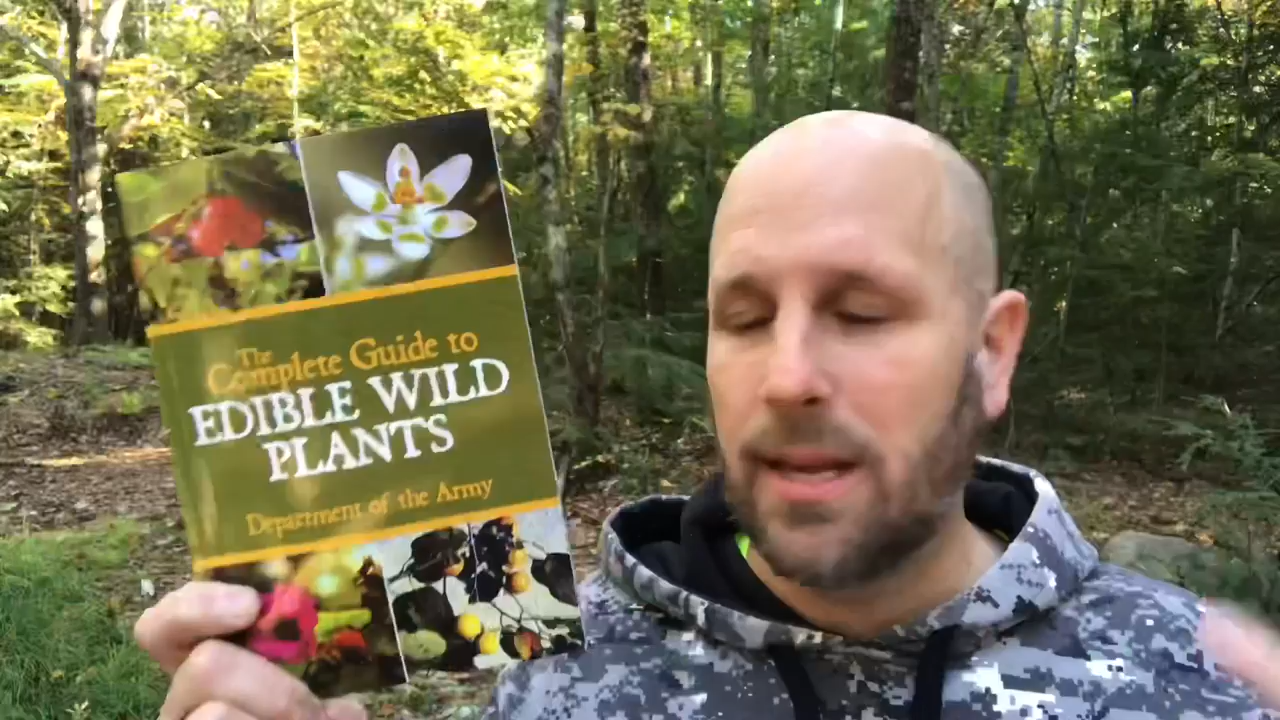 The
Complete Guide to
EDIBLE WILD
PLANTS
Department of the Army